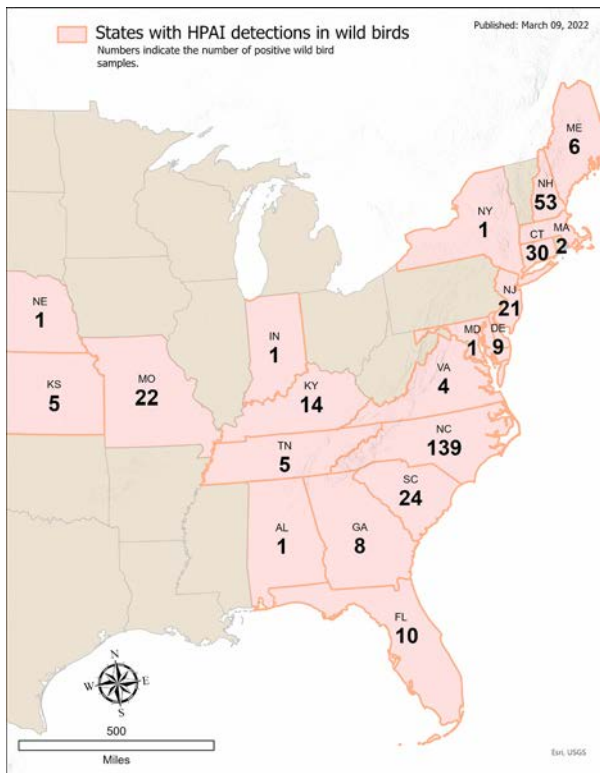 States with HPAI detections in wild birds
Numbers indicate the number of positive wild bird
samples.
Published: March 09, 2022
ME
6
NH
53
NY
1
CT
30
MA
2
NJ
21
MD
1
DE
9
NE
1
IN
1
VA
4
KS
5
MO
22
KY
14
NC
139
TN
5
SC
24
AL
1
GA
8
FL
10
N
W
E
S
500
Miles
Esri, USGS